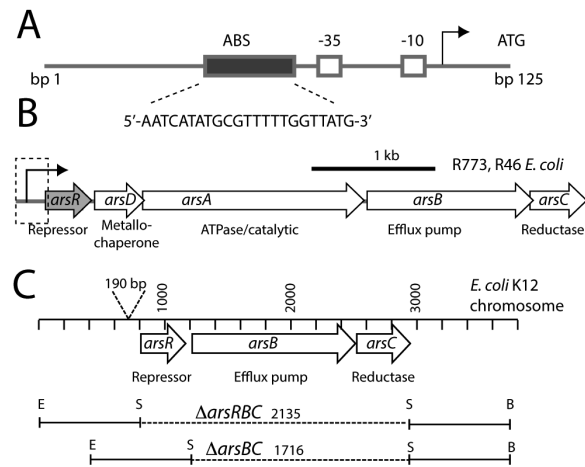 A
ABS -35 -10 ATG
bp 1 bp 125
5'-AATCATATGCGTTTTTGGTTATG-3'
B
1 kb R773, R46 E. coli
arsR arsD arsA arsB arsC
Repressor Metallo-chaperone ATPase/catalytic Efflux pump Reductase
C
190 bp 1000 2000 3000 E. coli K12 chromosome
arsR arsB arsC
Repressor Efflux pump Reductase
E S ΔarsRBC 2135 S B
E S ΔarsBC 1716 S B